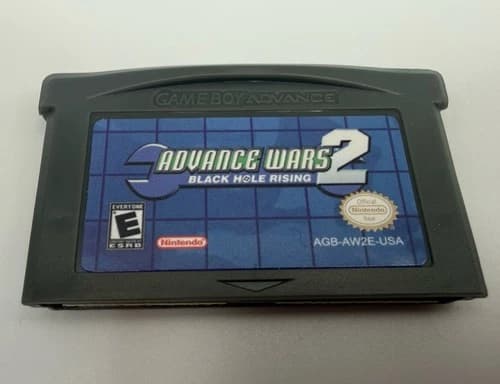 GAME BOY ADVANCE
ADVANCE WARS 2
BLACK HOLE RISING
EVERYONE
E
ESRB
Nintendo
Official
Nintendo
Seal
AGB-AW2E-USA